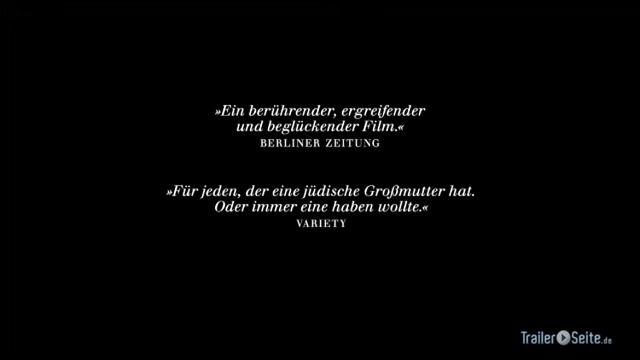 »Ein berührender, ergreifender
und beglückender Film.«
BERLINER ZEITUNG
»Für jeden, der eine jüdische Großmutter hat.
Oder immer eine haben wollte.«
VARIETY
TrailerSeite.de